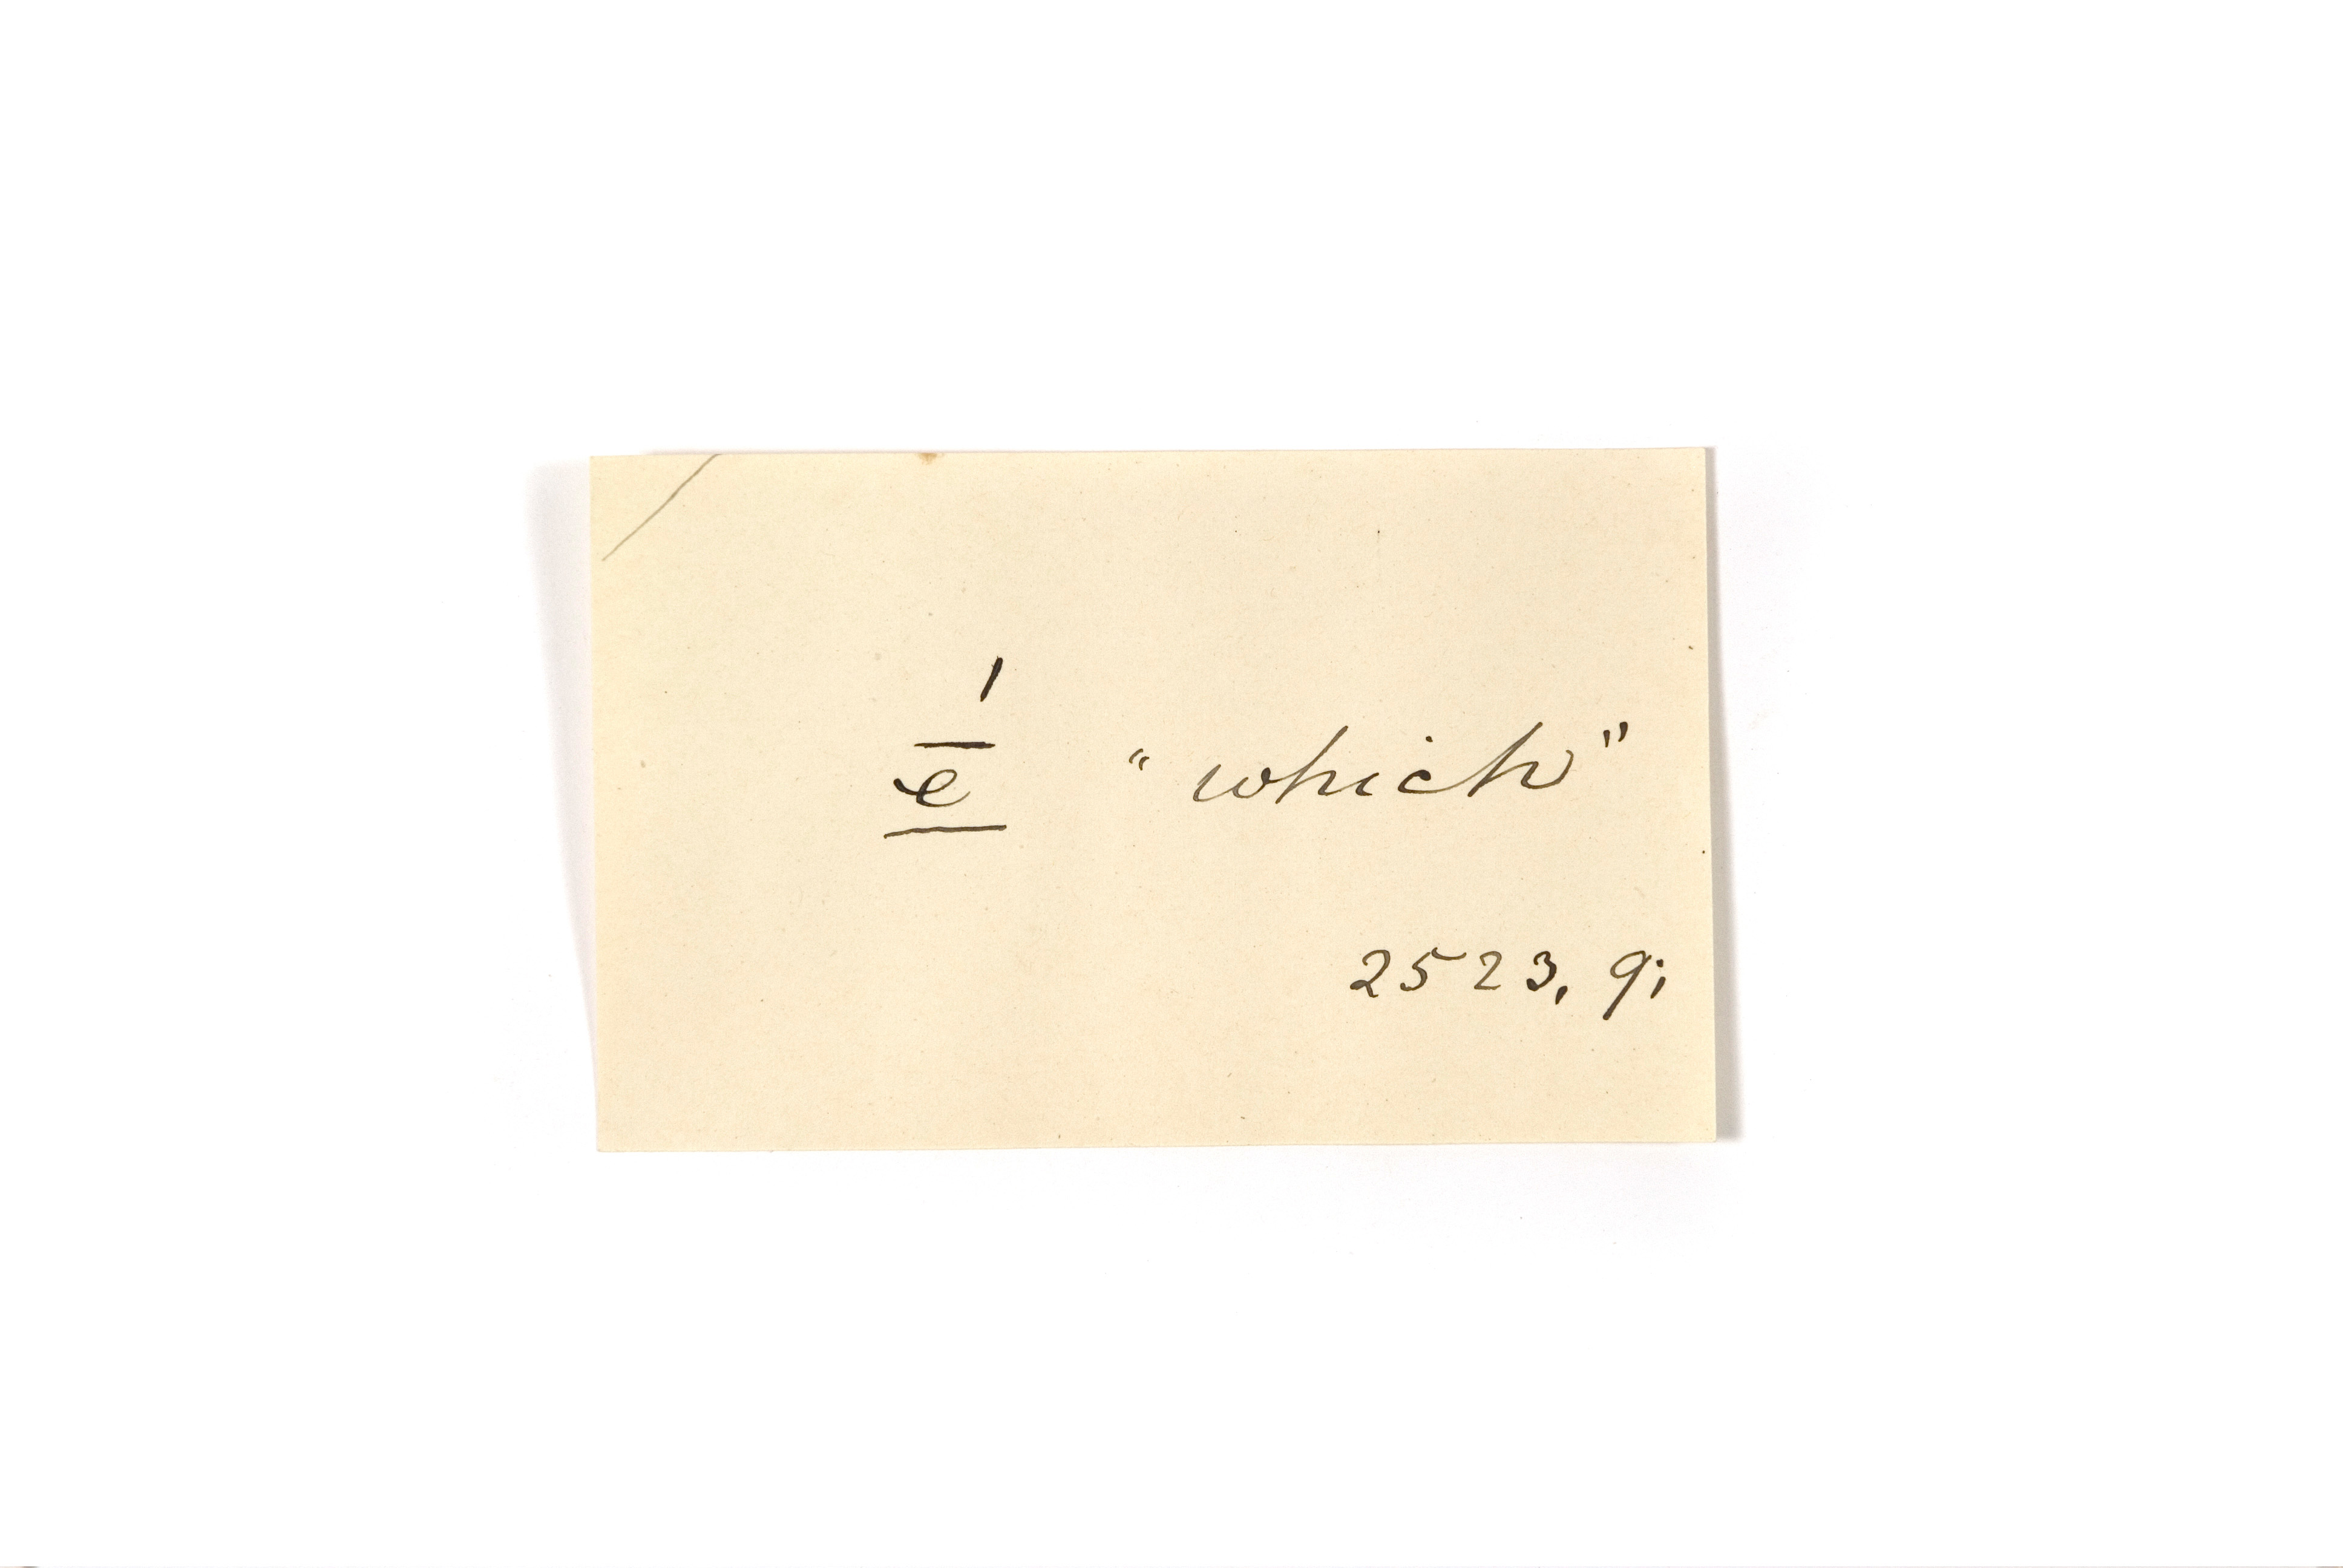 ḗ "which"
2523, 9;